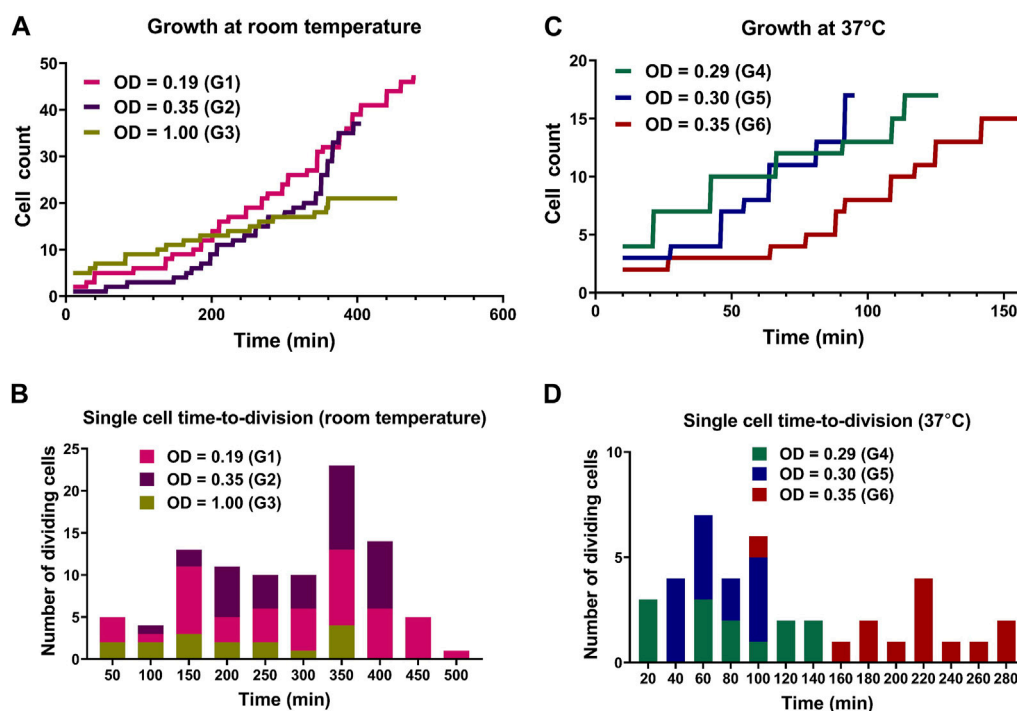 A
Growth at room temperature
OD = 0.19 (G1)
OD = 0.35 (G2)
OD = 1.00 (G3)
Cell count
50
40
30
20
10
0
0
200
400
600
Time (min)
C
Growth at 37°C
OD = 0.29 (G4)
OD = 0.30 (G5)
OD = 0.35 (G6)
Cell count
20
15
10
5
0
0
50
100
150
Time (min)
B
Single cell time-to-division (room temperature)
OD = 0.19 (G1)
OD = 0.35 (G2)
OD = 1.00 (G3)
Number of dividing cells
25
20
15
10
5
0
50
100
150
200
250
300
350
400
450
500
Time (min)
D
Single cell time-to-division (37°C)
OD = 0.29 (G4)
OD = 0.30 (G5)
OD = 0.35 (G6)
Number of dividing cells
10
5
0
20
40
60
80
100
120
140
160
180
200
220
240
260
280
Time (min)